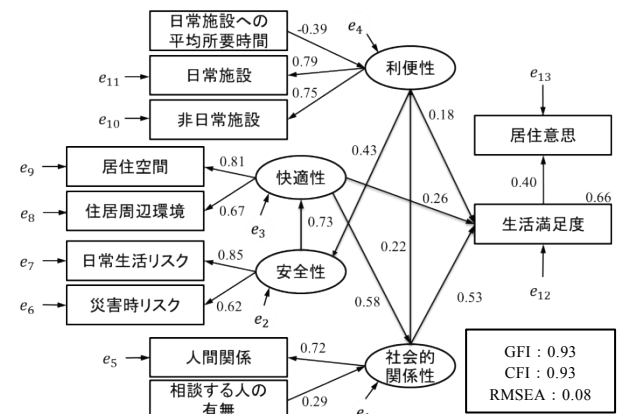 日常施設への
平均所要時間
-0.39
e4
利便性
e11
日常施設
0.79
e10
非日常施設
0.75
e13
居住意思
0.18
0.43
e9
居住空間
0.81
快適性
e8
住居周辺環境
0.67
e3
0.73
0.26
0.40
0.66
生活満足度
e7
日常生活リスク
0.85
安全性
0.22
e6
災害時リスク
0.62
e2
0.58
0.53
e12
e5
人間関係
0.72
社会的
関係性
相談する人の
有無
0.29
GFI：0.93
CFI：0.93
RMSEA：0.08